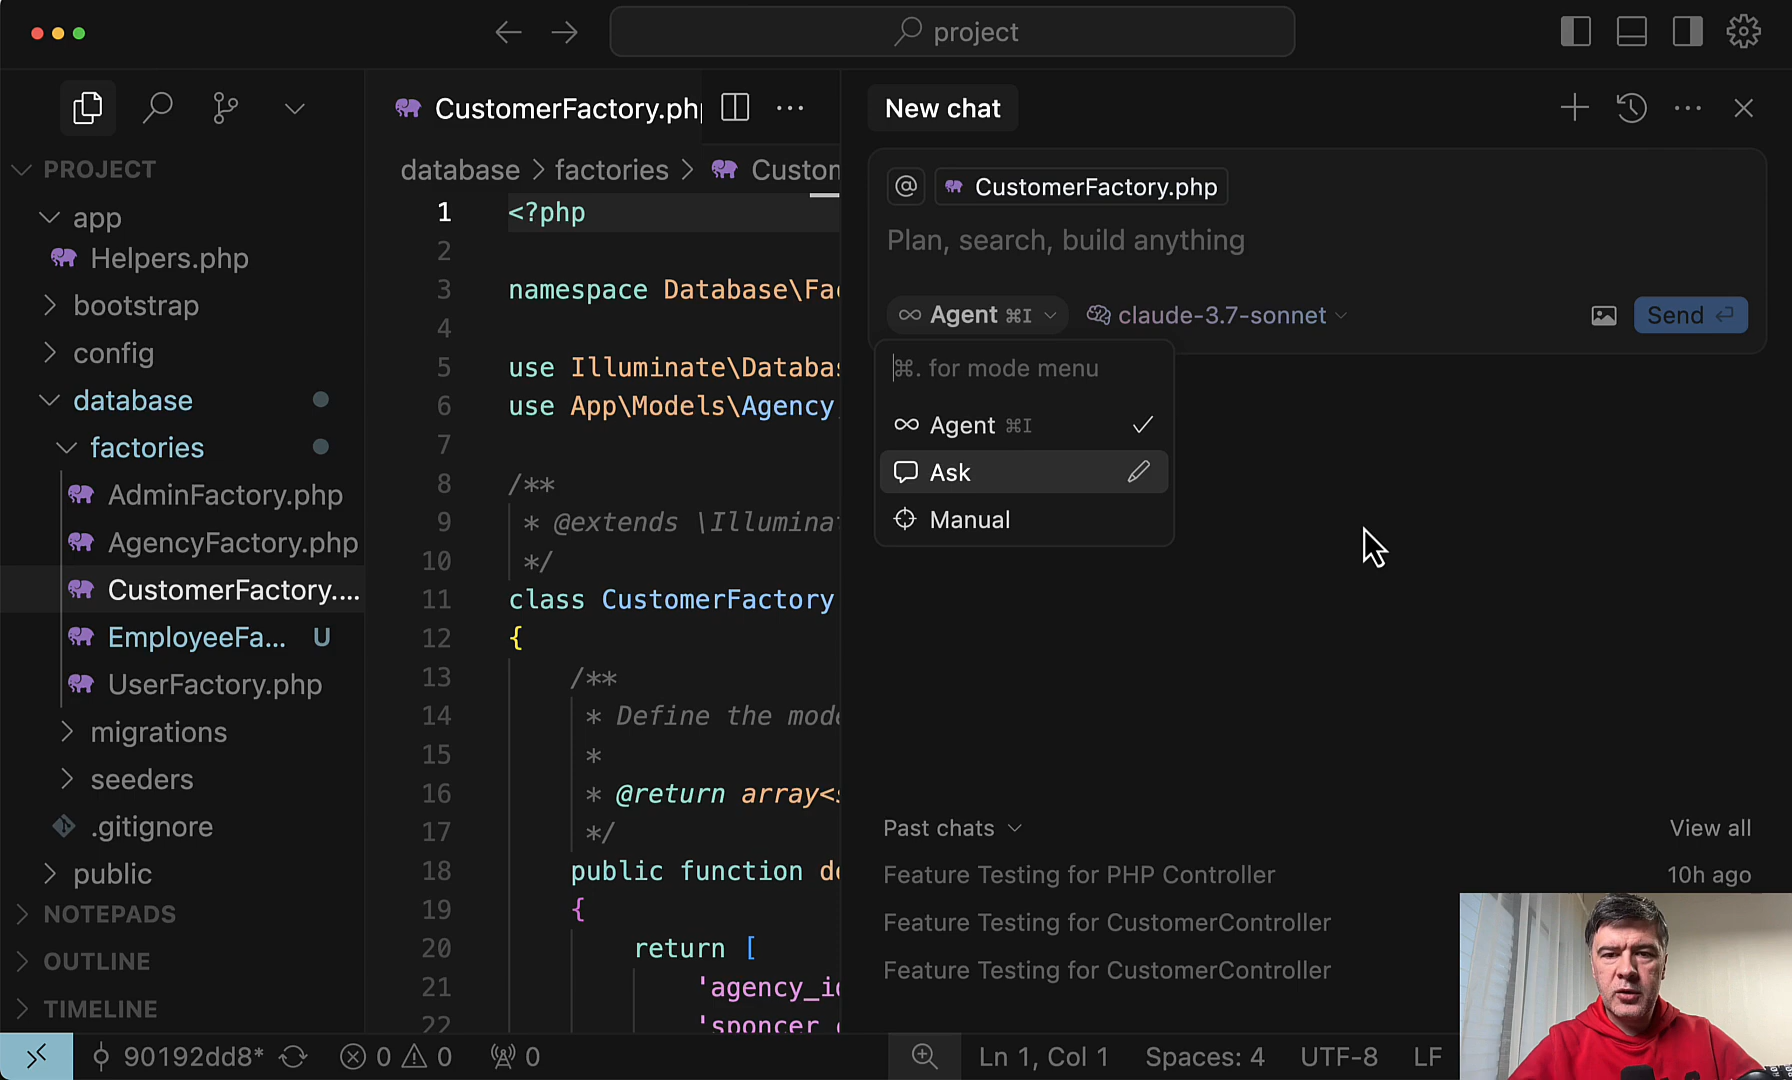 project
PROJECT
app
Helpers.php
bootstrap
config
database
factories
AdminFactory.php
AgencyFactory.php
CustomerFactory....
EmployeeFa... U
UserFactory.php
migrations
seeders
.gitignore
public
NOTEPADS
OUTLINE
TIMELINE
CustomerFactory.ph
database > factories > Custom
1 <?php
2
3 namespace Database\Fac
4
5 use Illuminate\Databas
6 use App\Models\Agency
7
8 /**
9 * @extends \Illumina
10 */
11 class CustomerFactory
12 {
13 /**
14 * Define the mode
15 *
16 * @return array<s
17 */
18 public function de
19 {
20 return [
21 'agency_id
22 'sponcer_
New chat
@ CustomerFactory.php
Plan, search, build anything
Agent ⌘I claude-3.7-sonnet Send
⌘. for mode menu
Agent ⌘I
Ask
Manual
Past chats View all
Feature Testing for PHP Controller 10h ago
Feature Testing for CustomerController
Feature Testing for CustomerController
90192dd8* 0 0 0 Ln 1, Col 1 Spaces: 4 UTF-8 LF